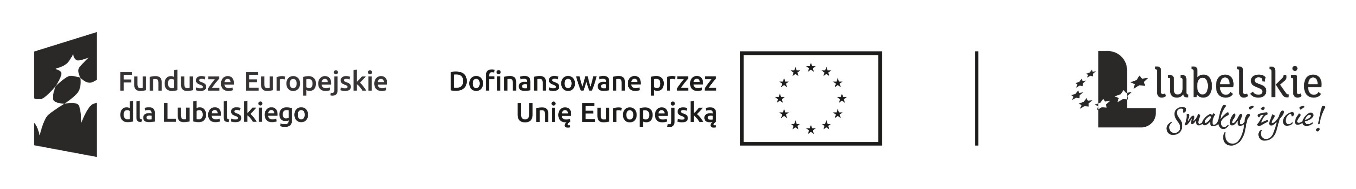 Fundusze Europejskie
dla Lubelskiego
Dofinansowane przez
Unię Europejską
lubelskie
Smakuj życie!